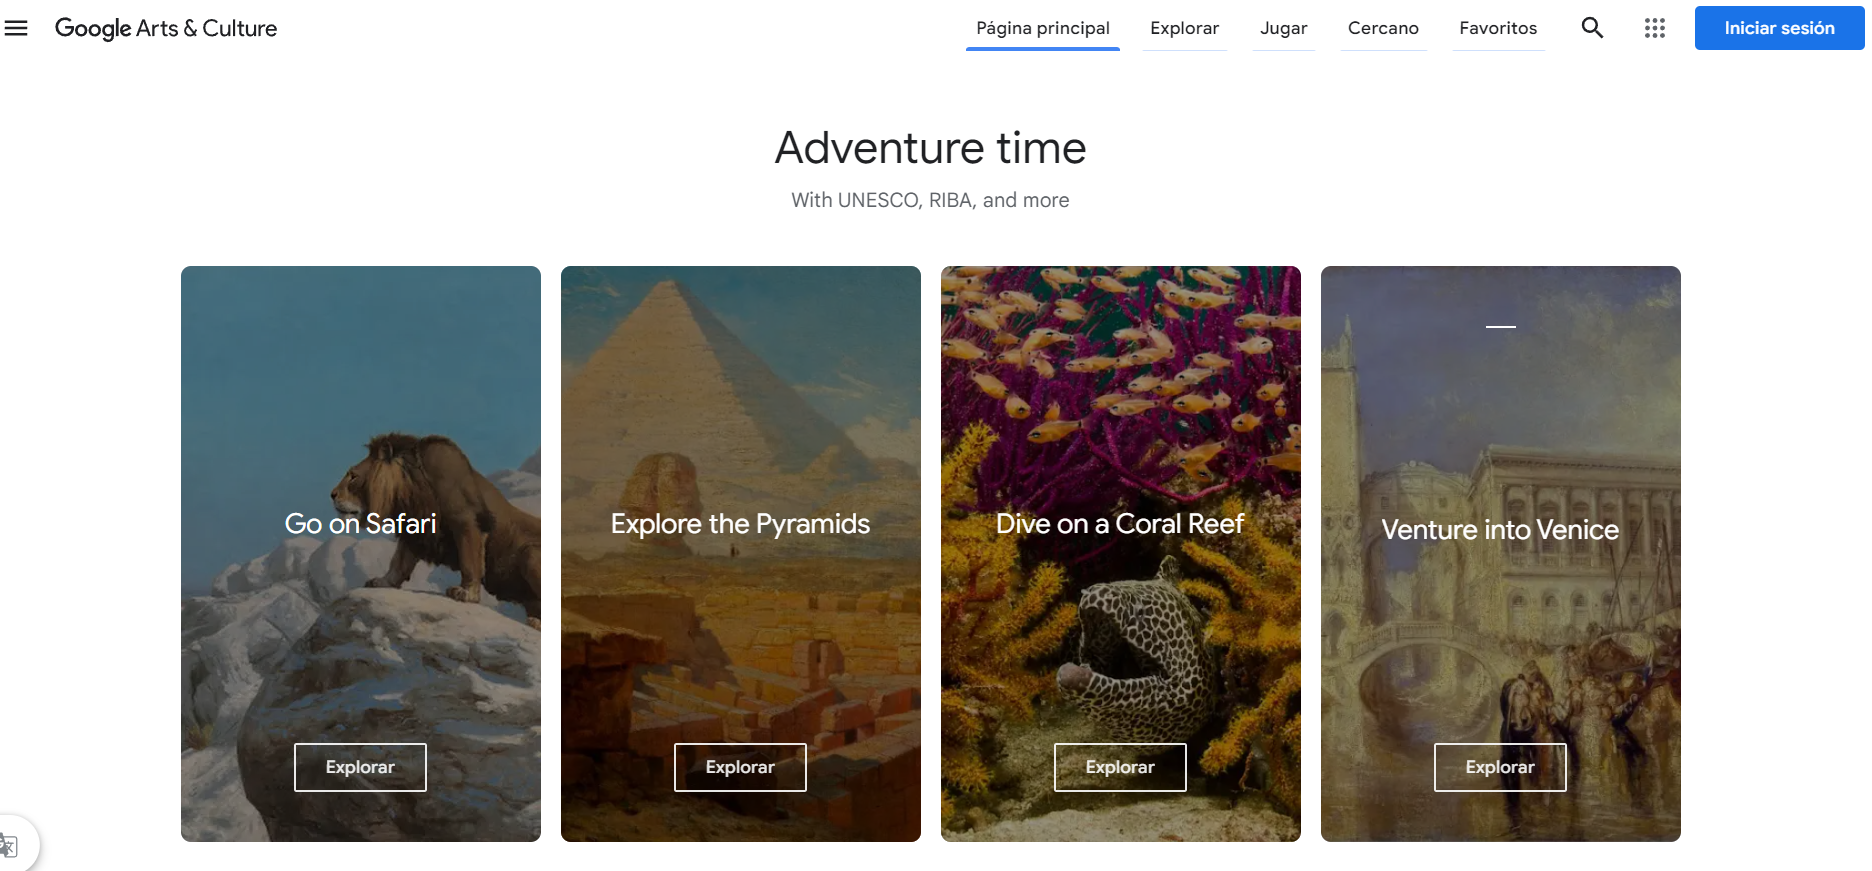 Google Arts & Culture
Página principal
Explorar
Jugar
Cercano
Favoritos
Iniciar sesión
Adventure time
With UNESCO, RIBA, and more
Go on Safari
Explore the Pyramids
Dive on a Coral Reef
Venture into Venice
Explorar
Explorar
Explorar
Explorar